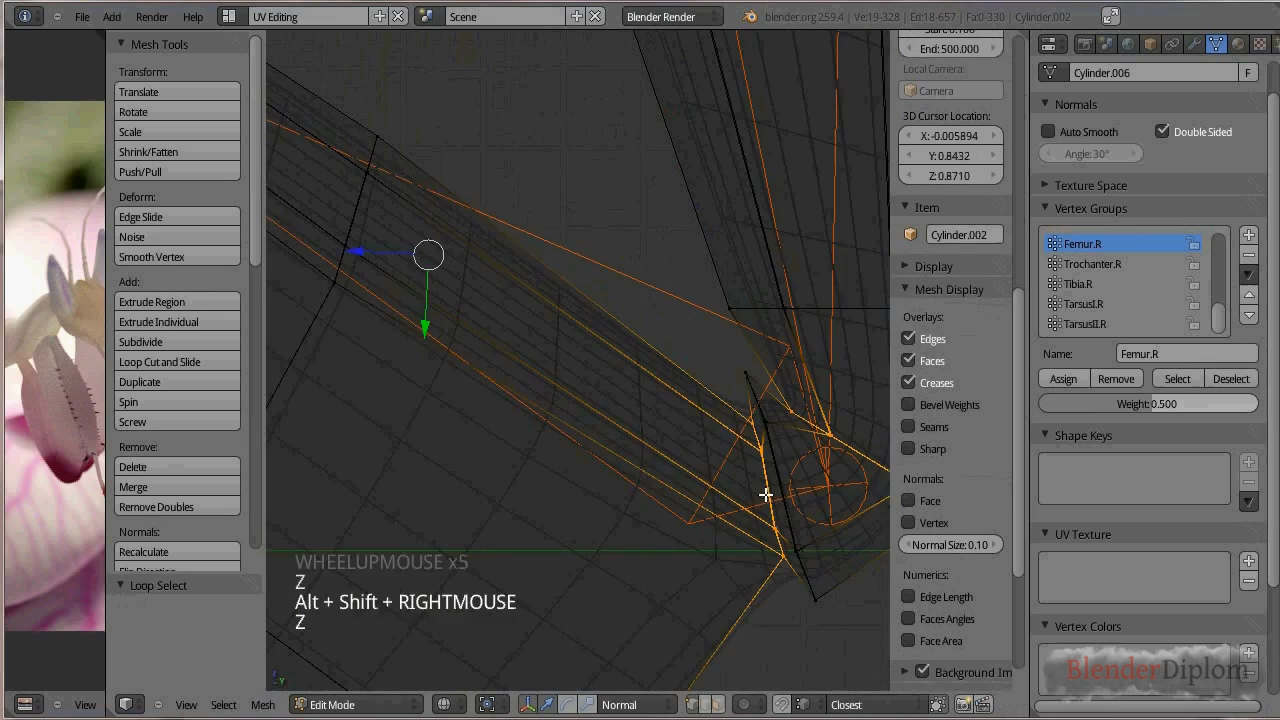 File Add Render Help UV Editing Scene Blender Render blender.org 259.4 | Ve:19-328 | Ed:18-657 | Fa:0-330 | Cylinder.002
Mesh Tools
Transform:
Translate
Rotate
Scale
Shrink/Fatten
Push/Pull
Deform:
Edge Slide
Noise
Smooth Vertex
Add:
Extrude Region
Extrude Individual
Subdivide
Loop Cut and Slide
Duplicate
Spin
Screw
Remove:
Delete
Merge
Remove Doubles
Normals:
Recalculate
Loop Select
WHEELUPMOUSE x5
Z
Alt + Shift + RIGHTMOUSE
Z
End: 500.000
Local Camera:
Camera
3D Cursor Location:
X: -0.005894
Y: 0.8432
Z: 0.8710
Item
Cylinder.002
Display
Mesh Display
Overlays:
Edges
Faces
Creases
Bevel Weights
Seams
Sharp
Normals:
Face
Vertex
Normal Size: 0.10
Numerics:
Edge Length
Faces Angles
Face Area
Background Im
Cylinder.006 F
Normals
Auto Smooth Double Sided
Angle: 30°
Texture Space
Vertex Groups
Femur.R
Trochanter.R
Tibia.R
TarsusI.R
TarsusII.R
Name: Femur.R
Assign Remove Select Deselect
Weight: 0.500
Shape Keys
UV Texture
Vertex Colors
BlenderDiplom
View View Select Mesh Edit Mode Normal Closest